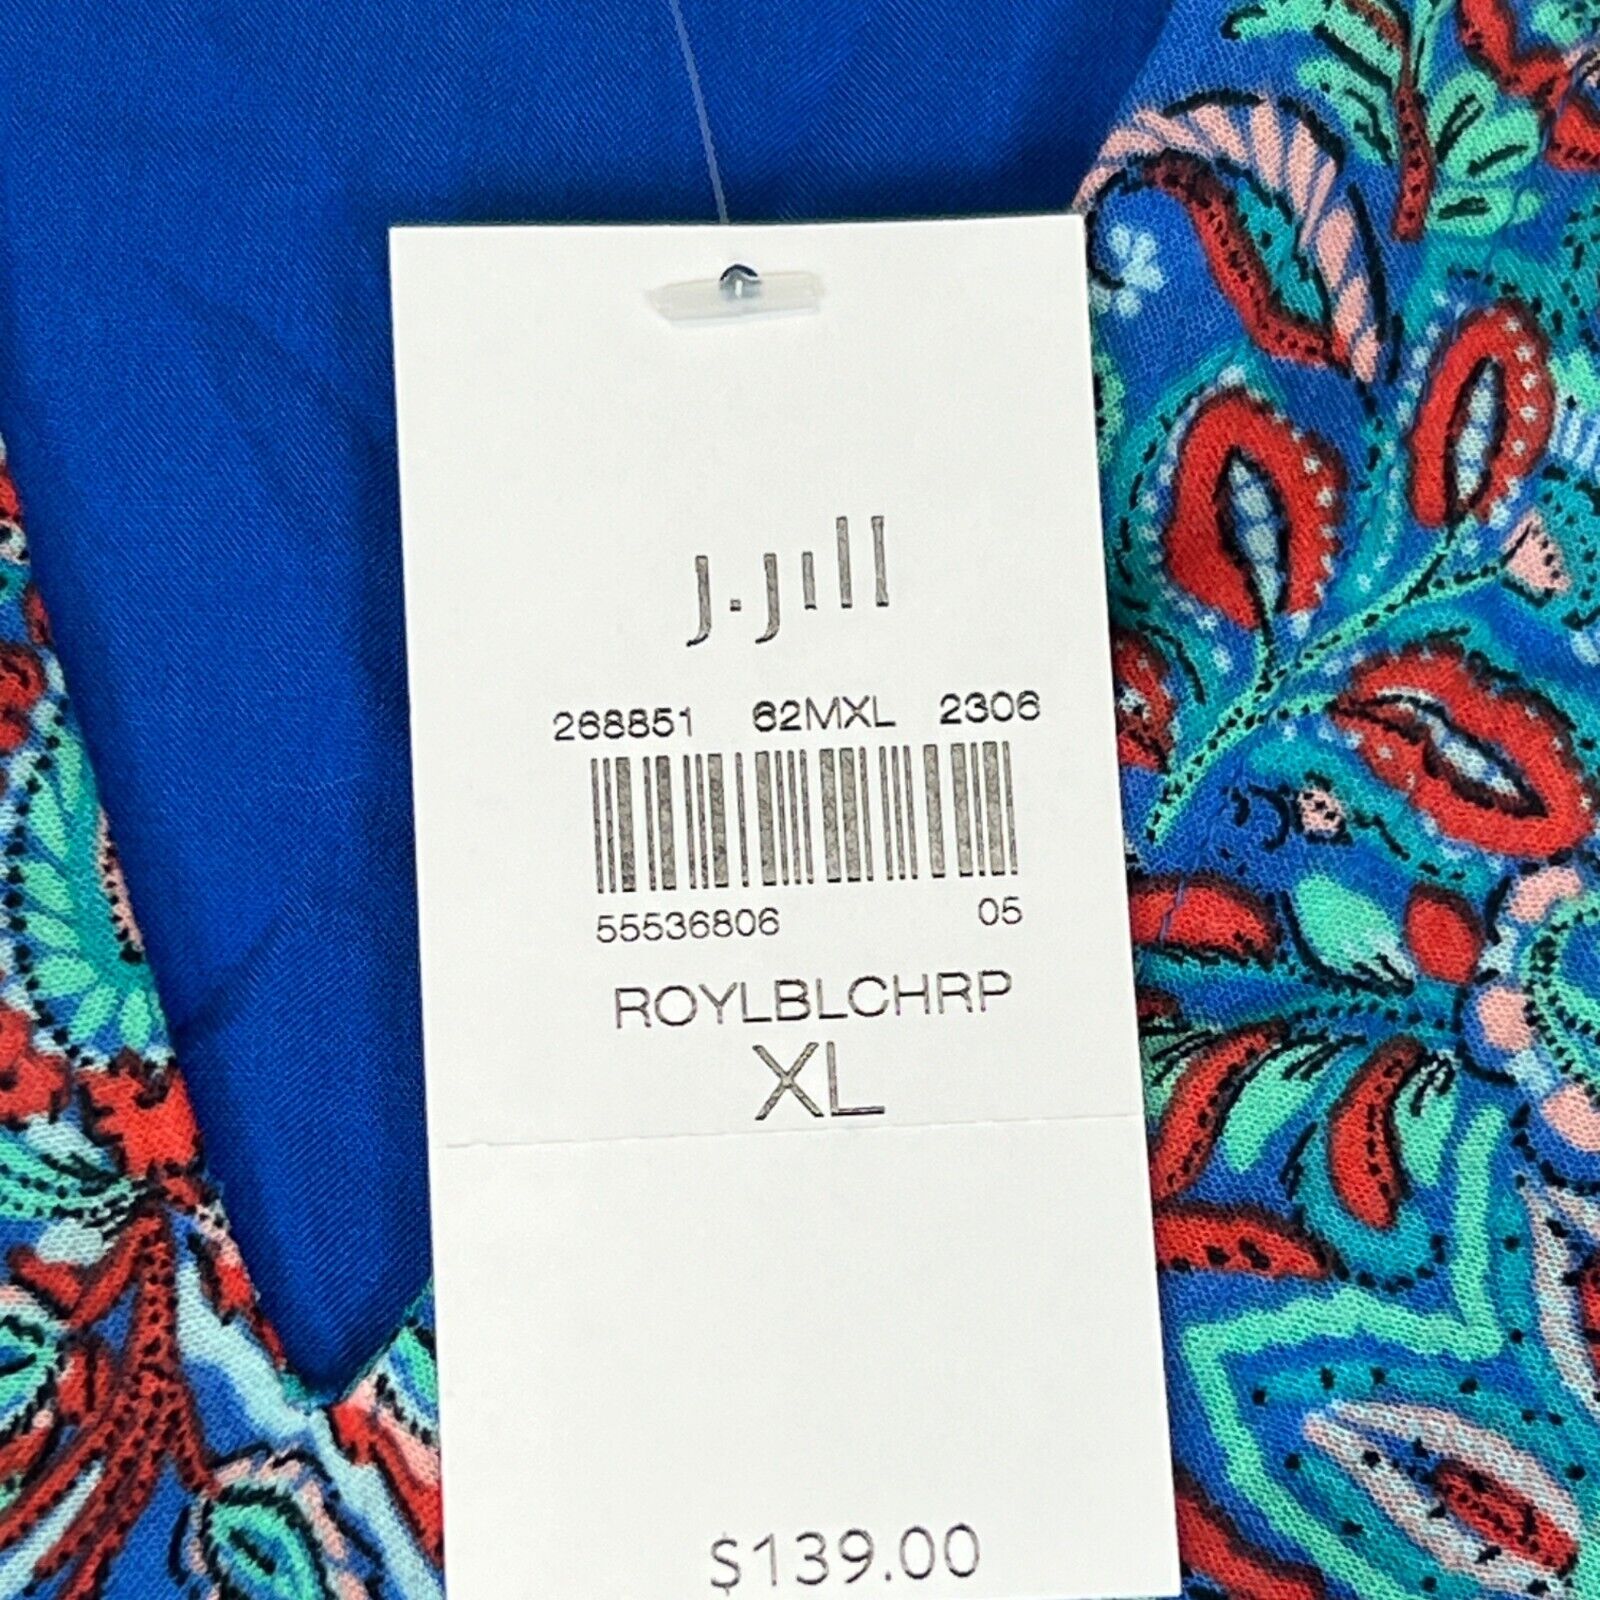 j.jill
268851 62MXL 2306
55536806 05
ROYLBLCHRP
XL
$139.00